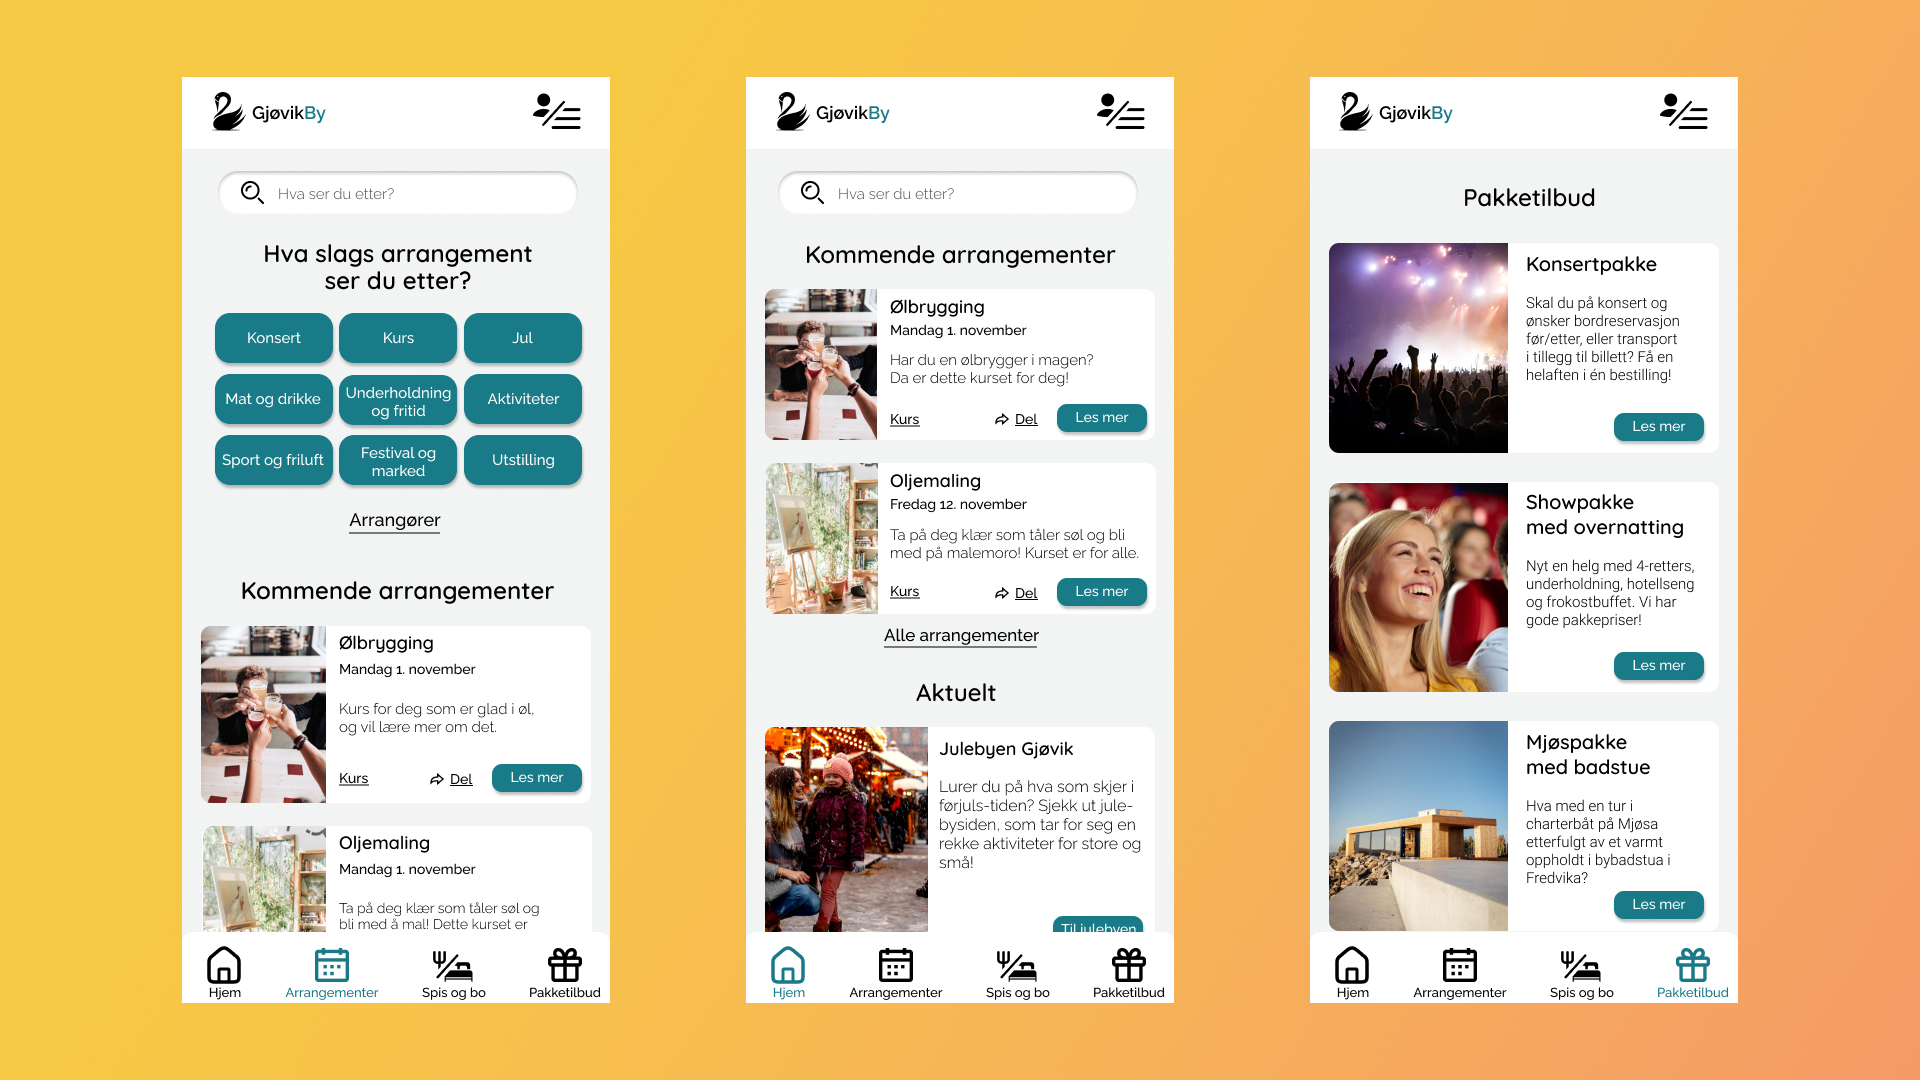 GjøvikBy
Hva ser du etter?
Hva slags arrangement
ser du etter?
Konsert
Kurs
Jul
Mat og drikke
Underholdning
og fritid
Aktiviteter
Sport og friluft
Festival og
marked
Utstilling
Arrangører
Kommende arrangementer
Ølbrygging
Mandag 1. november
Kurs for deg som er glad i øl,
og vil lære mer om det.
Kurs
Del
Les mer
Oljemaling
Mandag 1. november
Ta på deg klær som tåler søl og
bli med å mal! Dette kurset er
Hjem
Arrangementer
Spis og bo
Pakketilbud
GjøvikBy
Hva ser du etter?
Kommende arrangementer
Ølbrygging
Mandag 1. november
Har du en ølbrygger i magen?
Da er dette kurset for deg!
Kurs
Del
Les mer
Oljemaling
Fredag 12. november
Ta på deg klær som tåler søl og bli
med på malemoro! Kurset er for alle.
Kurs
Del
Les mer
Alle arrangementer
Aktuelt
Julebyen Gjøvik
Lurer du på hva som skjer i
førjuls-tiden? Sjekk ut jule-
bysiden, som tar for seg en
rekke aktiviteter for store og
små!
Til julebyen
Hjem
Arrangementer
Spis og bo
Pakketilbud
GjøvikBy
Pakketilbud
Konsertpakke
Skal du på konsert og
ønsker bordreservasjon
før/etter, eller transport
i tillegg til billett? Få en
helaften i én bestilling!
Les mer
Showpakke
med overnatting
Nyt en helg med 4-retters,
underholdning, hotellseng
og frokostbuffet. Vi har
gode pakkepriser!
Les mer
Mjøspakke
med badstue
Hva med en tur i
charterbåt på Mjøsa
etterfulgt av et varmt
oppholdt i bybadstua i
Fredvika?
Les mer
Hjem
Arrangementer
Spis og bo
Pakketilbud